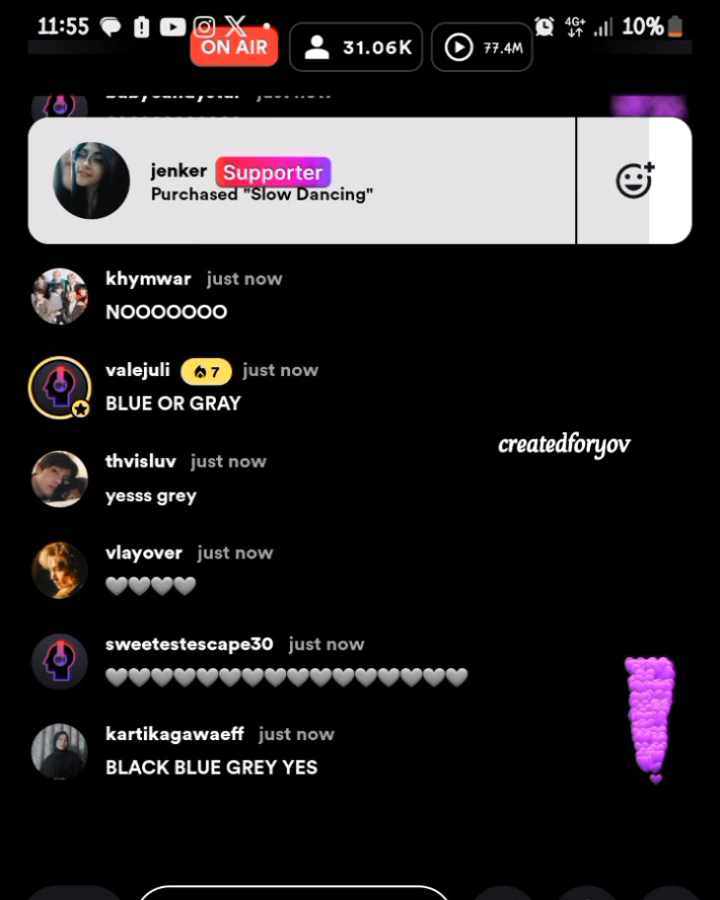 11:55
4G+
10%
ON AIR
31.06K
77.4M
just now
jenker Supporter
Purchased "Slow Dancing"
khymwar just now
NOOOOOOO
valejuli 7 just now
BLUE OR GRAY
createdforyov
thvisluv just now
yesss grey
vlayover just now
sweetestescape30 just now
kartikagawaeff just now
BLACK BLUE GREY YES